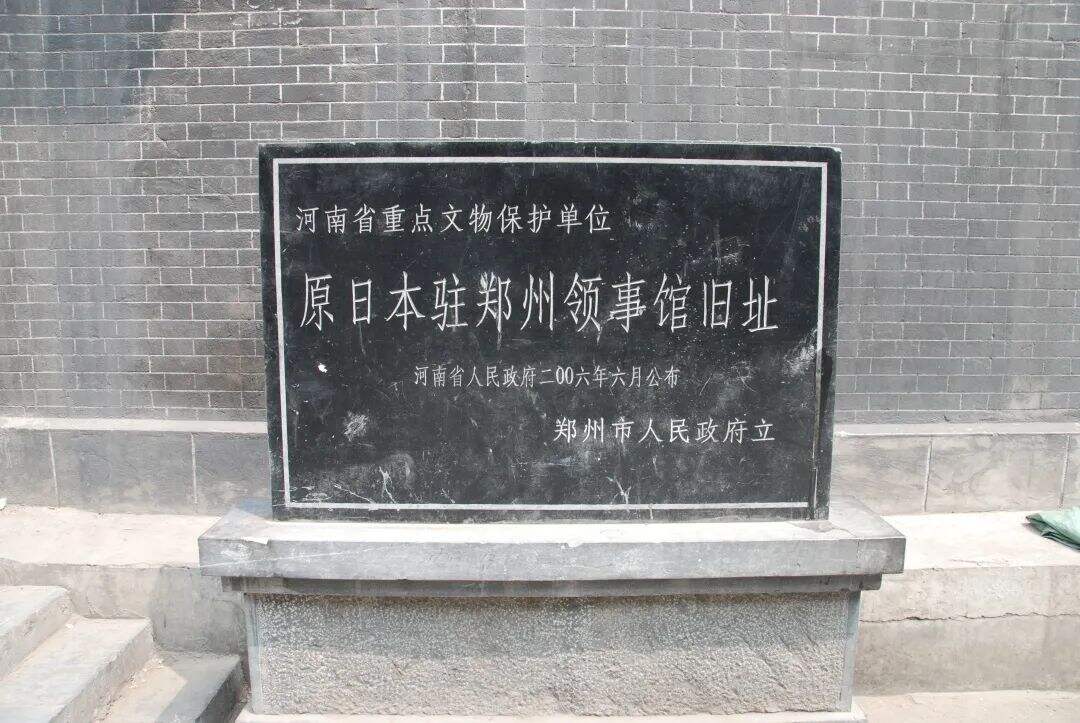 河南省重点文物保护单位
原日本驻郑州领事馆旧址
河南省人民政府二00六年六月公布
郑州市人民政府立